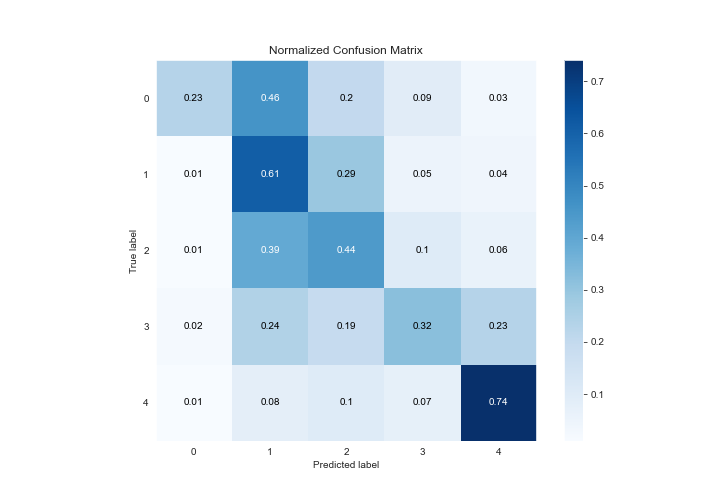 Normalized Confusion Matrix
True label
0 0.23 0.46 0.2 0.09 0.03
1 0.01 0.61 0.29 0.05 0.04
2 0.01 0.39 0.44 0.1 0.06
3 0.02 0.24 0.19 0.32 0.23
4 0.01 0.08 0.1 0.07 0.74
0 1 2 3 4
Predicted label
0.7
0.6
0.5
0.4
0.3
0.2
0.1